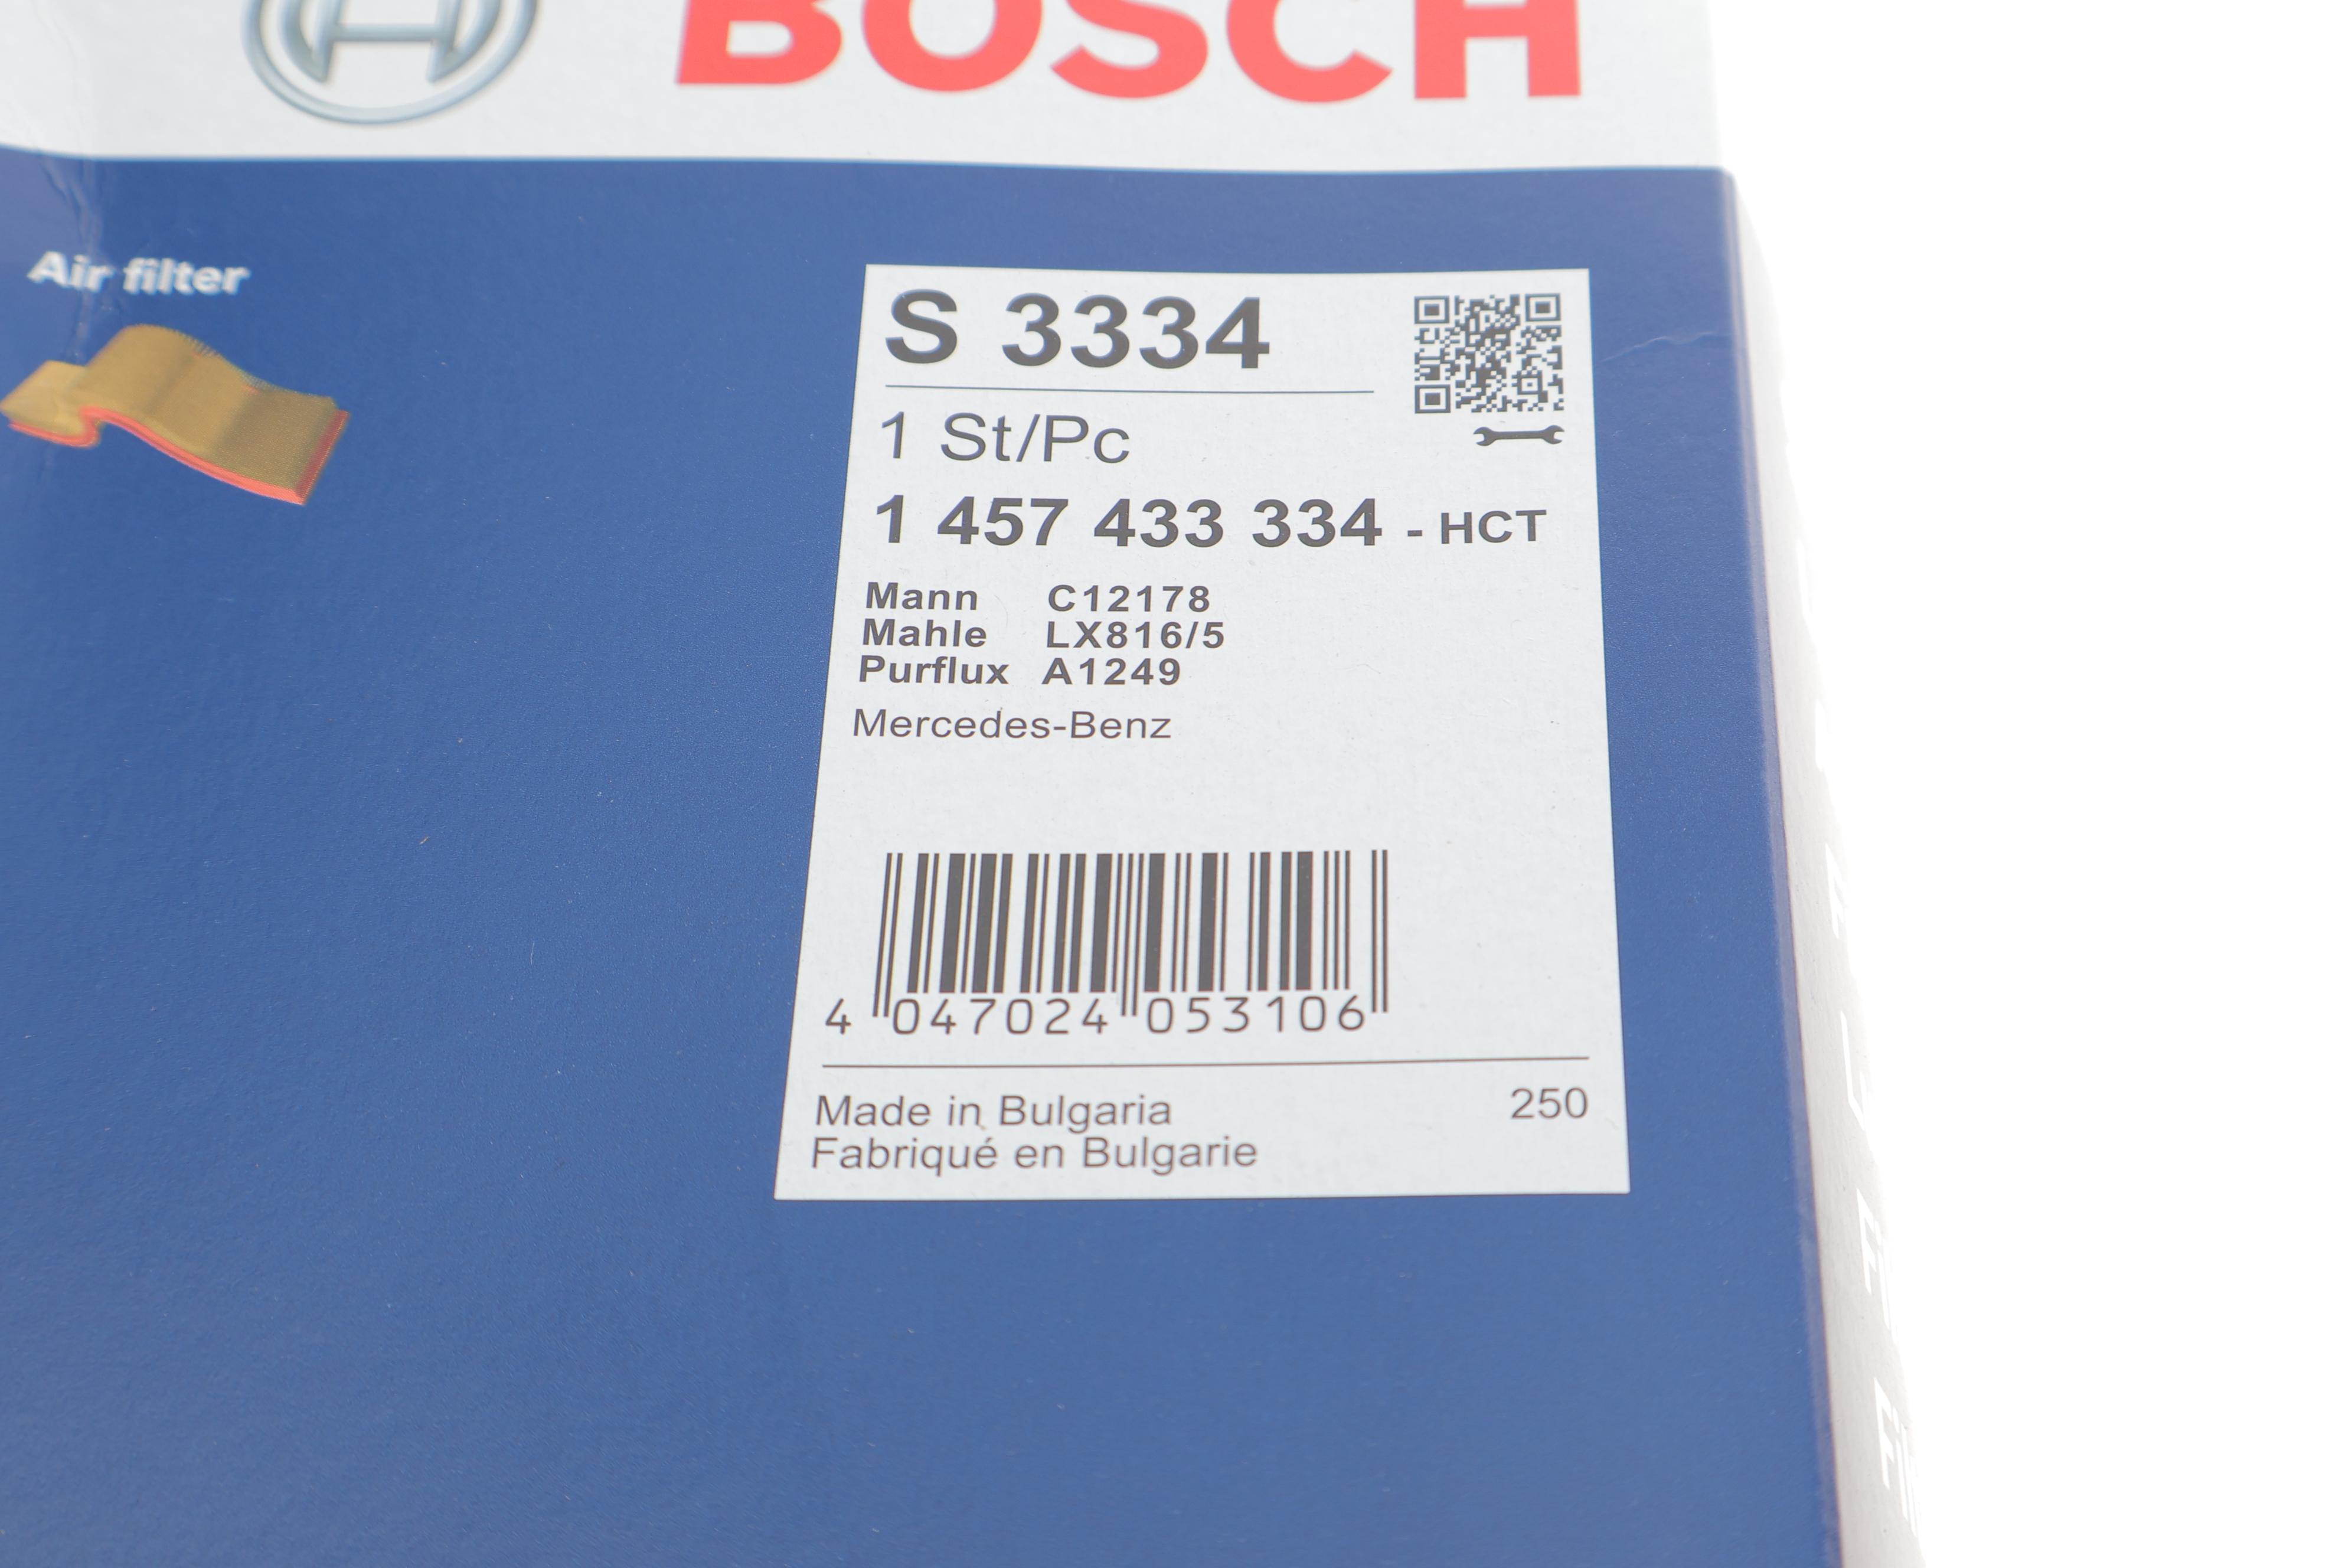 BOSCH
Air filter
S 3334
1 St/Pc
1 457 433 334 - HCT
Mann C12178
Mahle LX816/5
Purflux A1249
Mercedes-Benz
4 047024 053106
Made in Bulgaria 250
Fabriqué en Bulgarie